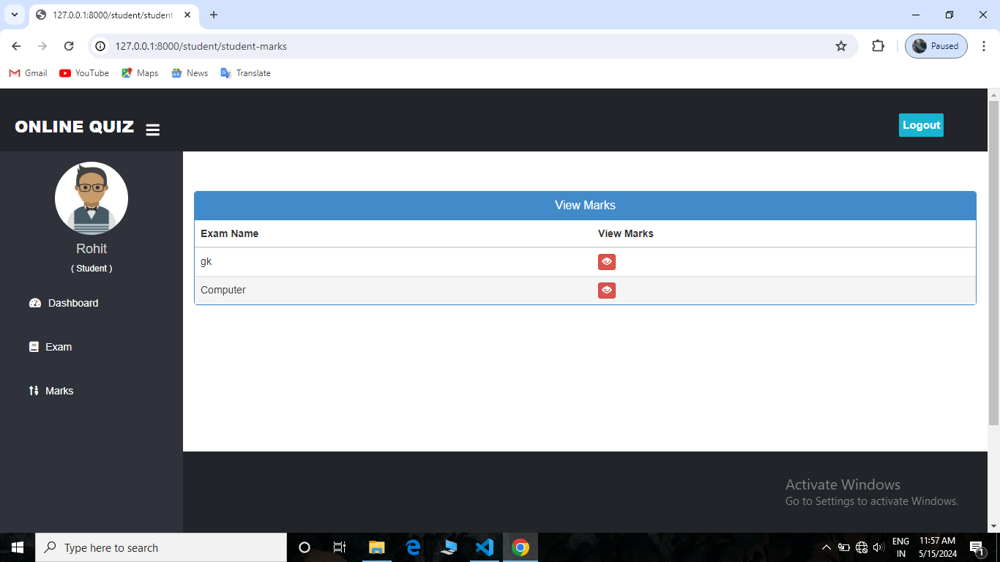 127.0.0.1:8000/student/student-
127.0.0.1:8000/student/student-marks
Paused
Gmail YouTube Maps News Translate
ONLINE QUIZ
Logout
Rohit
( Student )
Dashboard
Exam
Marks
View Marks
Exam Name View Marks
gk
Computer
Activate Windows
Go to Settings to activate Windows.
Type here to search
ENG
IN
11:57 AM
5/15/2024
1